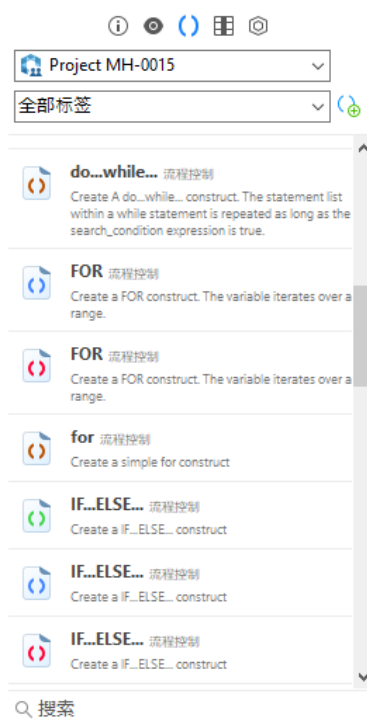 Project MH-0015
全部标签
do...while... 流程控制
Create A do...while... construct. The statement list
within a while statement is repeated as long as the
search_condition expression is true.
FOR 流程控制
Create a FOR construct. The variable iterates over a
range.
FOR 流程控制
Create a FOR construct. The variable iterates over a
range.
for 流程控制
Create a simple for construct
IF...ELSE... 流程控制
Create a IF...ELSE... construct
IF...ELSE... 流程控制
Create a IF...ELSE... construct
IF...ELSE... 流程控制
Create a IF...ELSE... construct
搜索